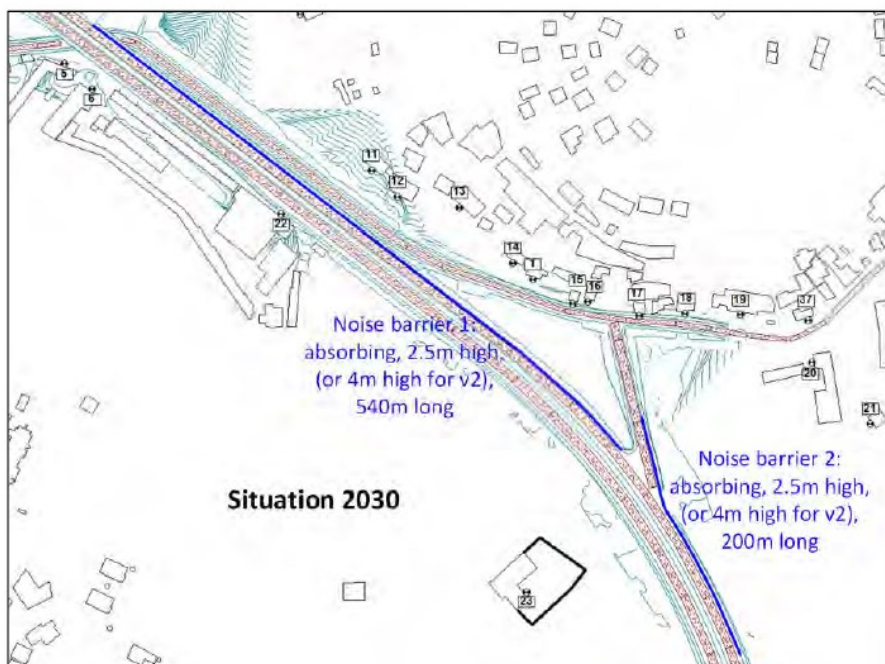 5
6
11
12
13
22
14
1
15
16
17
18
19
37
20
21
Noise barrier 1:
absorbing, 2.5m high,
(or 4m high for v2),
540m long
Noise barrier 2:
absorbing, 2.5m high,
(or 4m high for v2),
200m long
Situation 2030
23